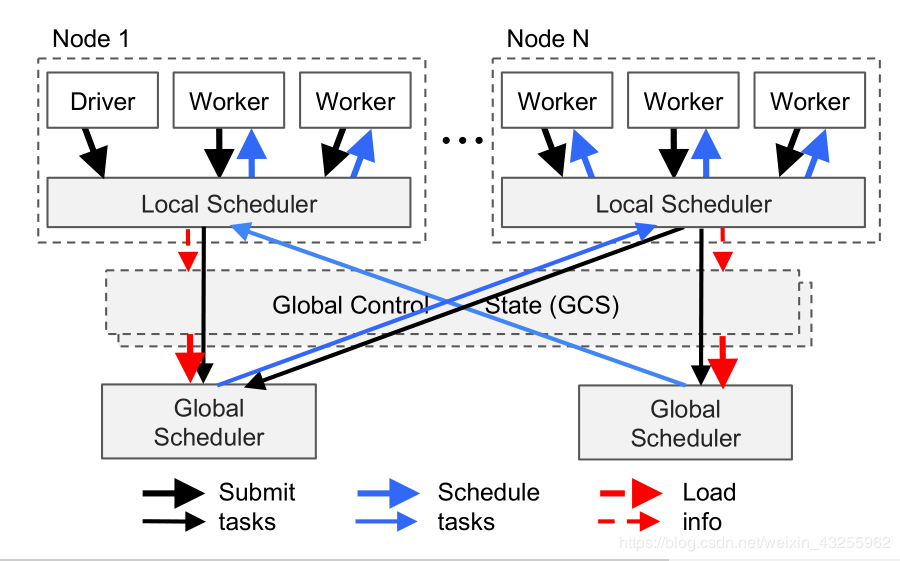 Node 1
Node N
Driver
Worker
Worker
...
Worker
Worker
Worker
Local Scheduler
Local Scheduler
Global Control State (GCS)
Global
Scheduler
Global
Scheduler
Submit
tasks
Schedule
tasks
Load
info
https://blog.csdn.net/weixin_43255962